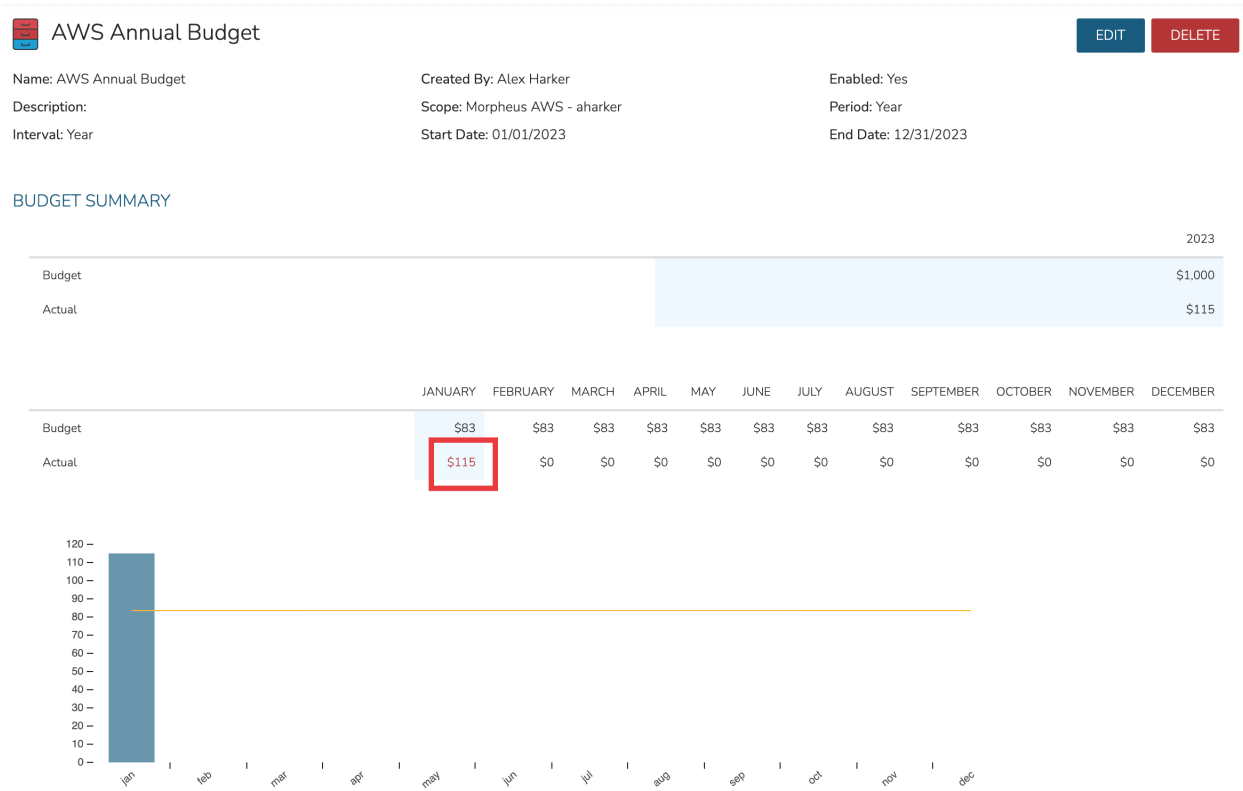 AWS Annual Budget
EDIT DELETE
Name: AWS Annual Budget Created By: Alex Harker Enabled: Yes
Description: Scope: Morpheus AWS - aharker Period: Year
Interval: Year Start Date: 01/01/2023 End Date: 12/31/2023
BUDGET SUMMARY
2023
Budget $1,000
Actual $115
JANUARY FEBRUARY MARCH APRIL MAY JUNE JULY AUGUST SEPTEMBER OCTOBER NOVEMBER DECEMBER
Budget $83 $83 $83 $83 $83 $83 $83 $83 $83 $83 $83 $83
Actual $115 $0 $0 $0 $0 $0 $0 $0 $0 $0 $0 $0
120
110
100
90
80
70
60
50
40
30
20
10
0
jan feb mar apr may jun jul aug sep oct nov dec